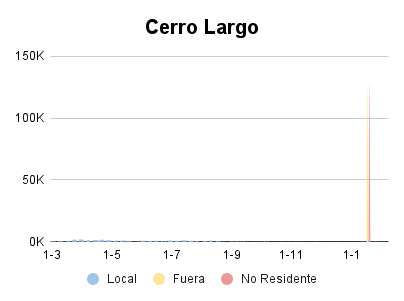 Cerro Largo
150K
100K
50K
0K
1-3 1-5 1-7 1-9 1-11 1-1
Local Fuera No Residente